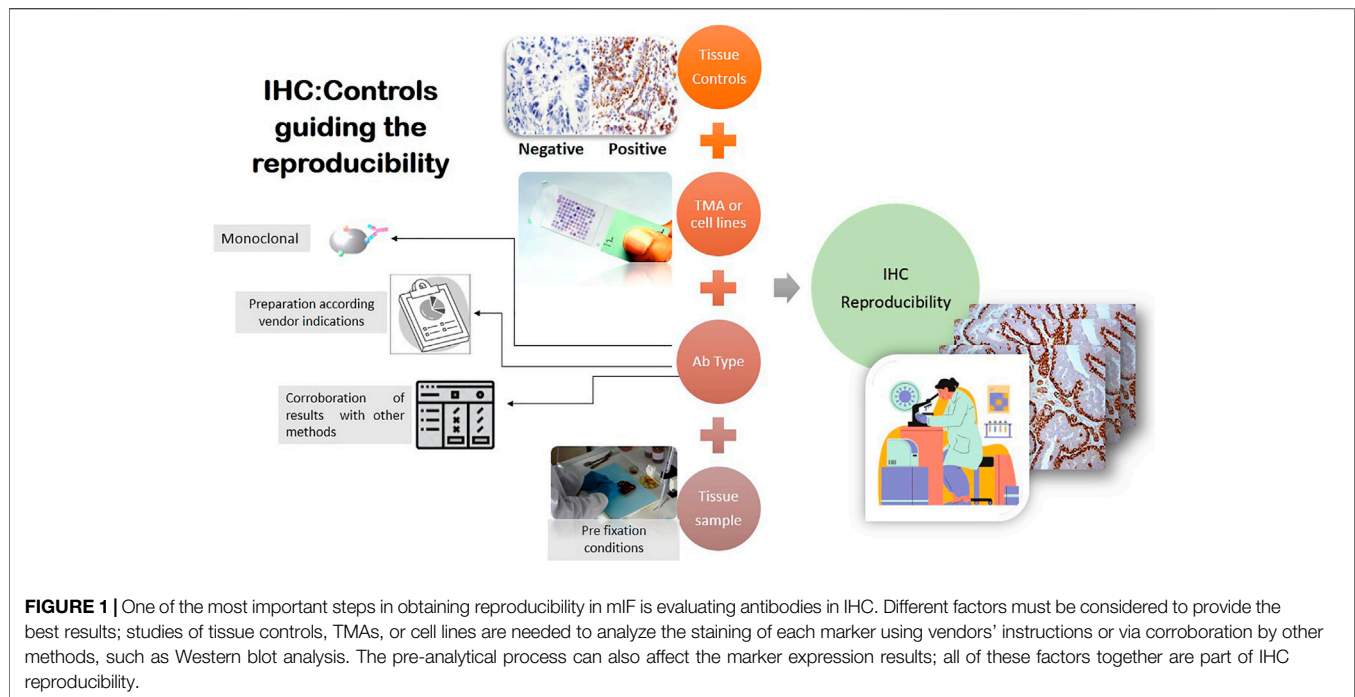 IHC:Controls
guiding the
reproducibility
Negative Positive
Tissue
Controls
TMA or
cell lines
Monoclonal
Preparation according
vendor indications
Ab Type
Corroboration of
results with other
methods
Tissue
sample
Pre fixation
conditions
IHC
Reproducibility
FIGURE 1 | One of the most important steps in obtaining reproducibility in mIF is evaluating antibodies in IHC. Different factors must be considered to provide the
best results; studies of tissue controls, TMAs, or cell lines are needed to analyze the staining of each marker using vendors' instructions or via corroboration by other
methods, such as Western blot analysis. The pre-analytical process can also affect the marker expression results; all of these factors together are part of IHC
reproducibility.